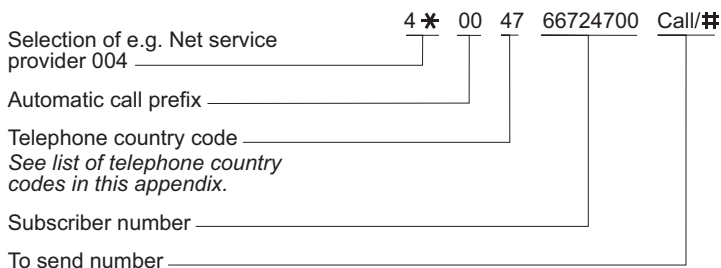 4✱ 00 47 66724700 Call/#
Selection of e.g. Net service
provider 004
Automatic call prefix
Telephone country code
See list of telephone country
codes in this appendix.
Subscriber number
To send number